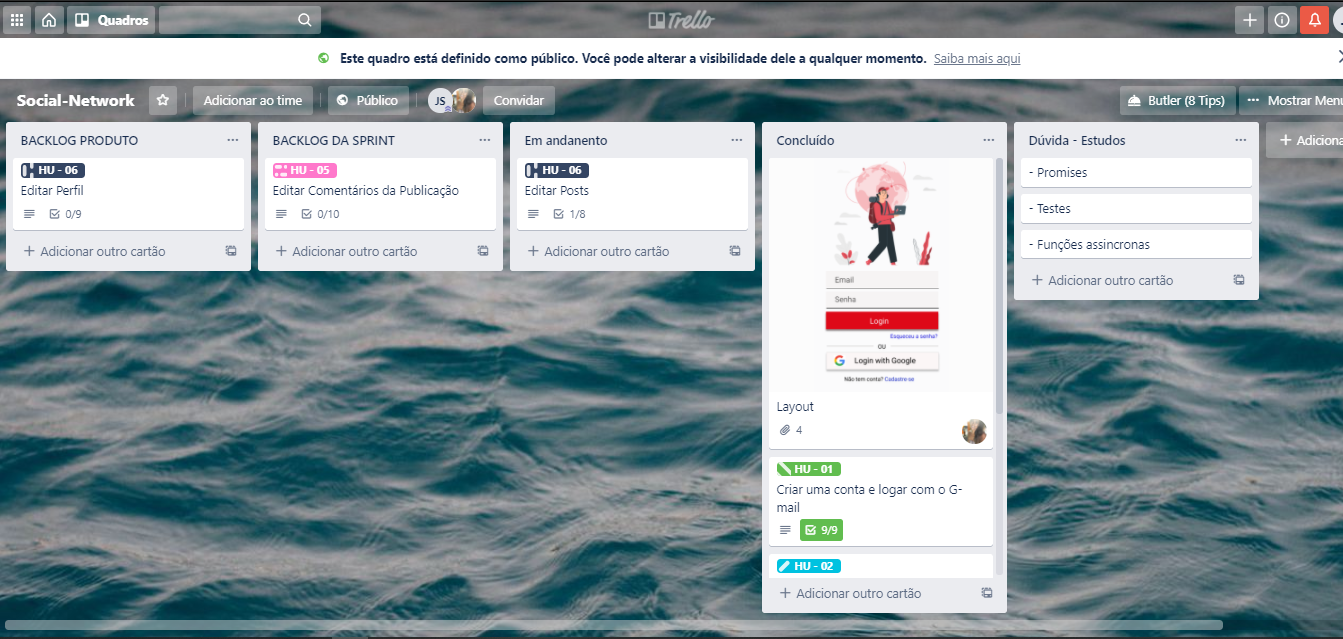 Quadros
Trello
Este quadro está definido como público. Você pode alterar a visibilidade dele a qualquer momento. Saiba mais aqui
Social-Network
Adicionar ao time
Público
JS
Convidar
Butler (8 Tips)
Mostrar Menu
BACKLOG PRODUTO
HU - 06
Editar Perfil
0/9
+ Adicionar outro cartão
BACKLOG DA SPRINT
HU - 05
Editar Comentários da Publicação
0/10
+ Adicionar outro cartão
Em andanento
HU - 06
Editar Posts
1/8
+ Adicionar outro cartão
Concluído
Email
Senha
Login
Esqueceu a senha?
ou
Login with Google
Não tem conta? Cadastre-se
Layout
4
HU - 01
Criar uma conta e logar com o G-
mail
9/9
HU - 02
+ Adicionar outro cartão
Dúvida - Estudos
- Promises
- Testes
- Funções assincronas
+ Adicionar outro cartão
+ Adiciona